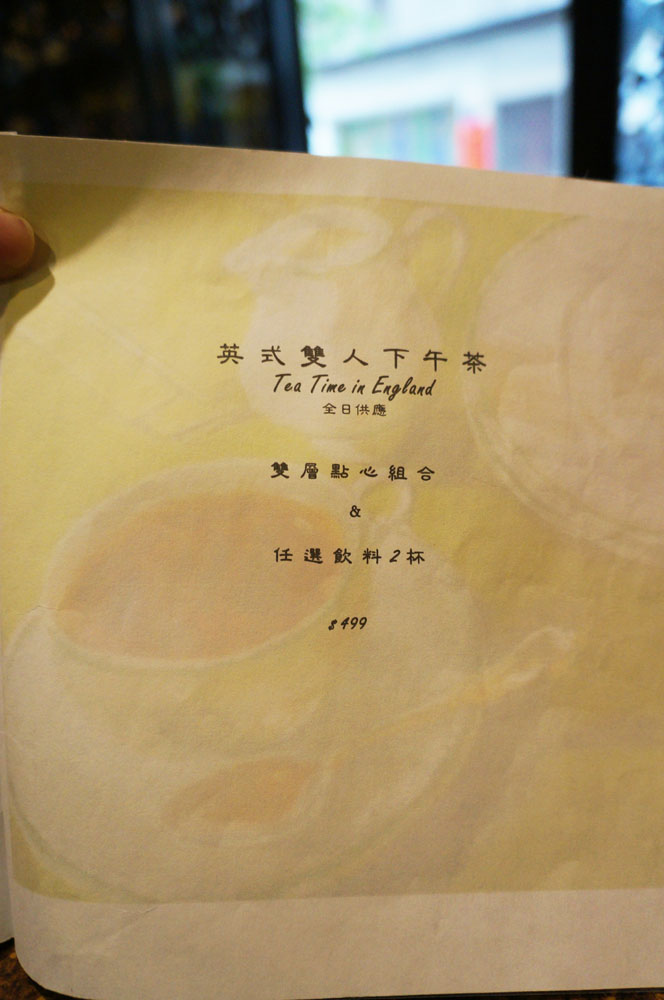 英式雙人下午茶
Tea Time in England
全日供應
雙層點心組合
&
任選飲料2杯
$499